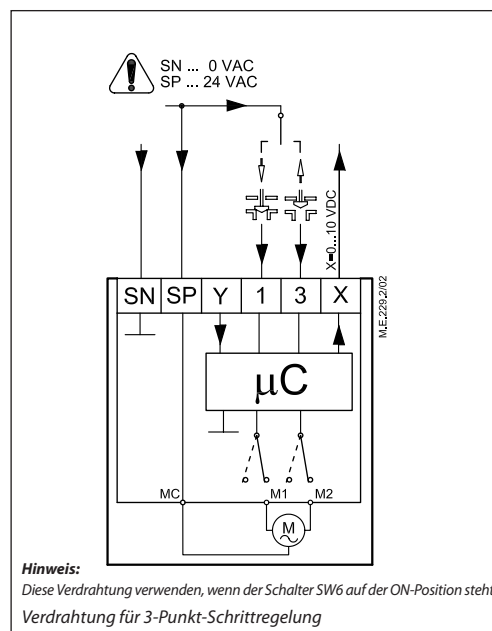 SN ... 0 VAC
SP ... 24 VAC
X=0...10 VDC
SN SP Y 1 3 X
M.E.229.2/02
µC
MC M1 M2
M
Hinweis:
Diese Verdrahtung verwenden, wenn der Schalter SW6 auf der ON-Position steht
Verdrahtung für 3-Punkt-Schrittregelung